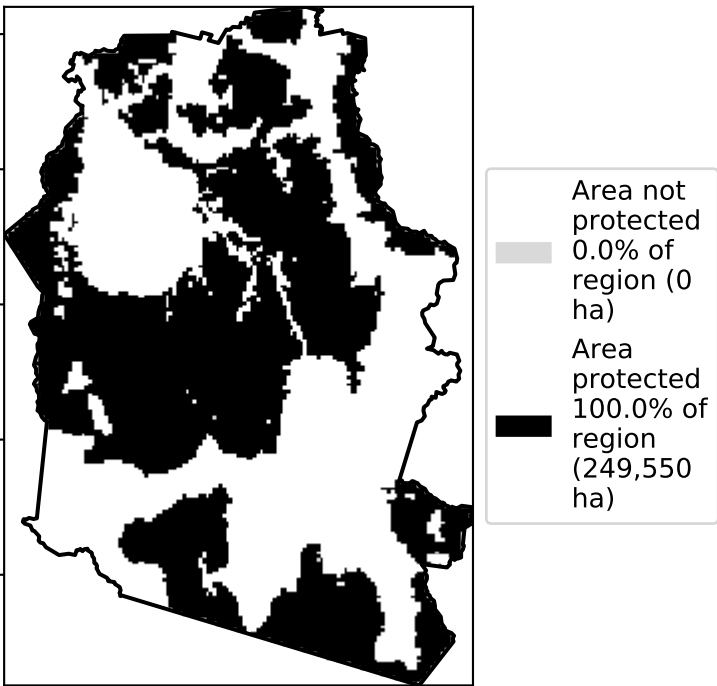 Area not
protected
0.0% of
region (0
ha)
Area
protected
100.0% of
region
(249,550
ha)